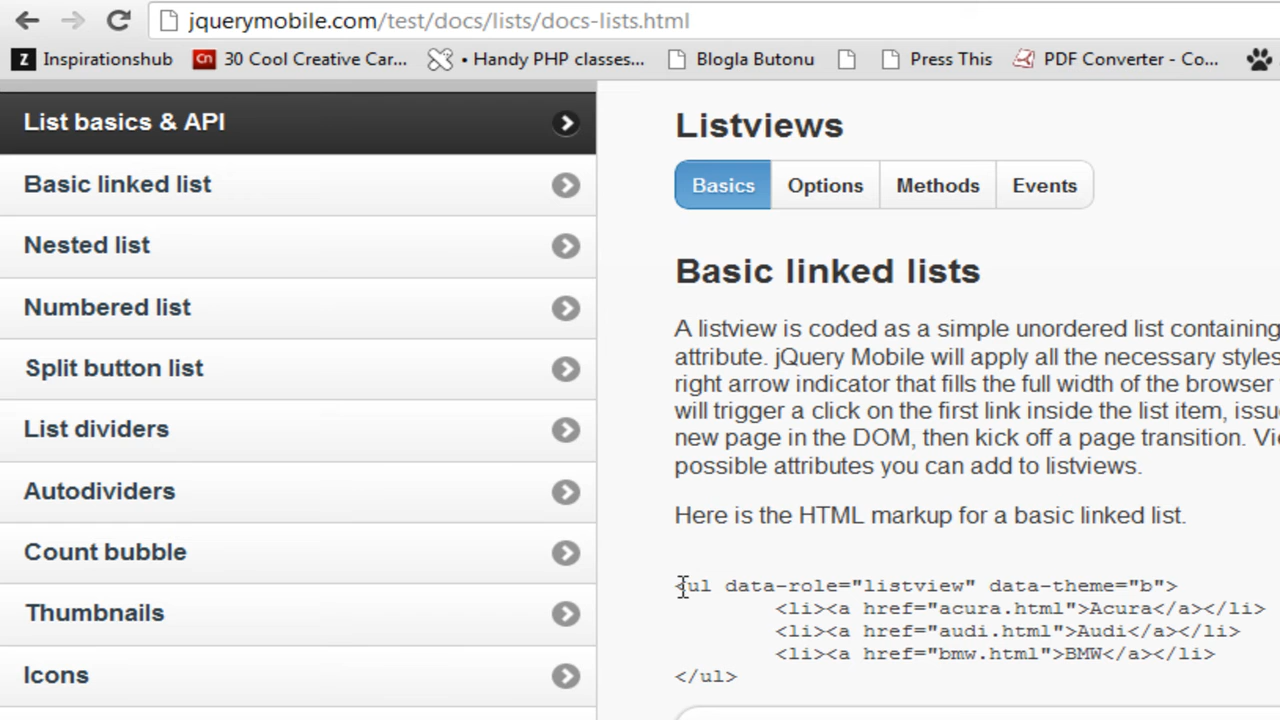 jquerymobile.com/test/docs/lists/docs-lists.html
Z Inspirationshub Cn 30 Cool Creative Car... • Handy PHP classes... Blogla Butonu Press This PDF Converter - Co...
List basics & API
Basic linked list
Nested list
Numbered list
Split button list
List dividers
Autodividers
Count bubble
Thumbnails
Icons
Listviews
Basics Options Methods Events
Basic linked lists
A listview is coded as a simple unordered list containing
attribute. jQuery Mobile will apply all the necessary styles
right arrow indicator that fills the full width of the browser
will trigger a click on the first link inside the list item, issu
new page in the DOM, then kick off a page transition. Vi
possible attributes you can add to listviews.
Here is the HTML markup for a basic linked list.
<ul data-role="listview" data-theme="b">
<li><a href="acura.html">Acura</a></li>
<li><a href="audi.html">Audi</a></li>
<li><a href="bmw.html">BMW</a></li>
</ul>